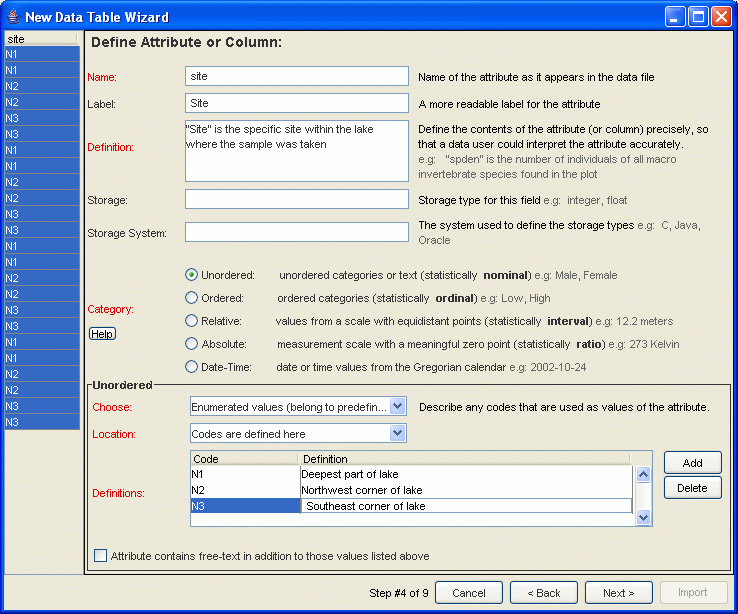 New Data Table Wizard
site
N1
N1
N2
N2
N3
N3
N1
N1
N2
N2
N3
N3
N1
N1
N2
N2
N3
N3
N1
N1
N2
N2
N3
N3
Define Attribute or Column:
Name: site Name of the attribute as it appears in the data file
Label: Site A more readable label for the attribute
Definition:
"Site" is the specific site within the lake
where the sample was taken
Define the contents of the attribute (or column) precisely, so
that a data user could interpret the attribute accurately.
e.g: "spden" is the number of individuals of all macro
invertebrate species found in the plot
Storage: Storage type for this field e.g: integer, float
Storage System:
The system used to define the storage types e.g: C, Java,
Oracle
Category:
Help
Unordered: unordered categories or text (statistically nominal) e.g: Male, Female
Ordered: ordered categories (statistically ordinal) e.g: Low, High
Relative: values from a scale with equidistant points (statistically interval) e.g: 12.2 meters
Absolute: measurement scale with a meaningful zero point (statistically ratio) e.g: 273 Kelvin
Date-Time: date or time values from the Gregorian calendar e.g: 2002-10-24
Unordered
Choose: Enumerated values (belong to predefin... Describe any codes that are used as values of the attribute.
Location: Codes are defined here
Definitions:
Code Definition
N1 Deepest part of lake
N2 Northwest corner of lake
N3 Southeast corner of lake
Add
Delete
Attribute contains free-text in addition to those values listed above
Step #4 of 9 Cancel < Back Next > Import